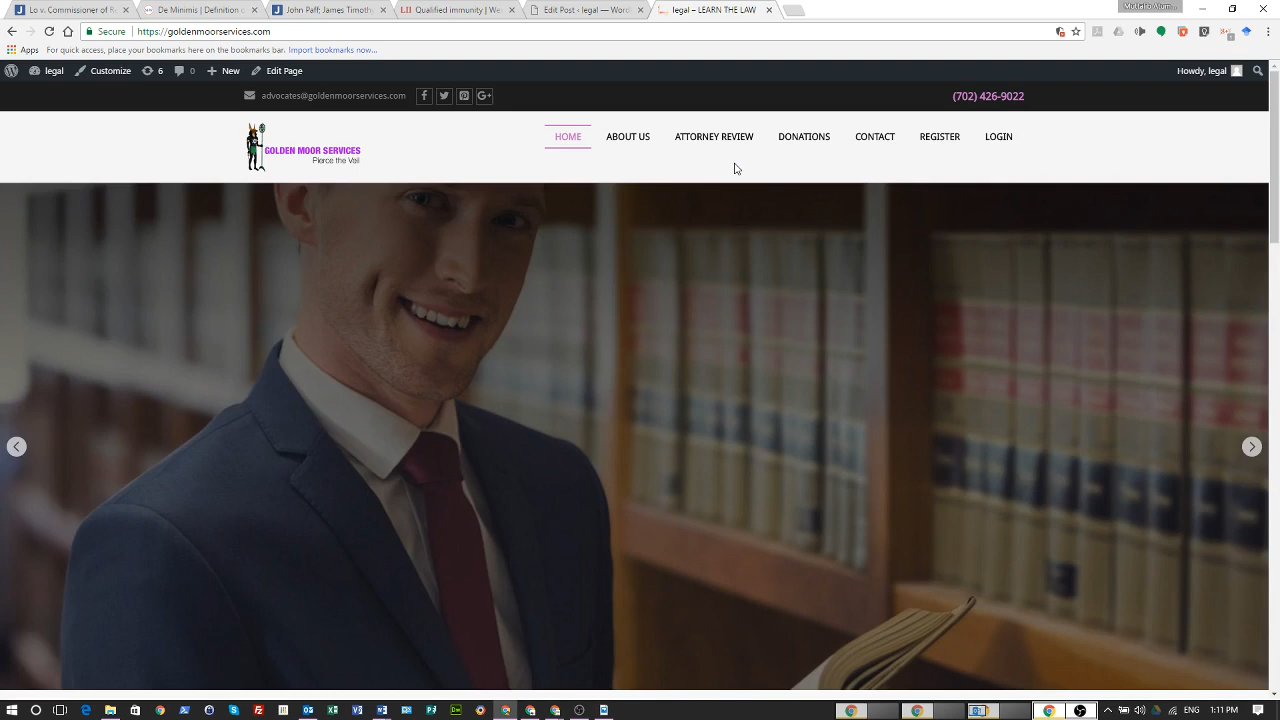 Lo v. Commissioner of R
De Minimis | Definition o
John Paff; James Timothy
Qualified immunity | We
Edit Post ‹ legal — Word
legal – LEARN THE LAW
Secure https://goldenmoorservices.com
Apps For quick access, place your bookmarks here on the bookmarks bar. Import bookmarks now...
legal Customize 6 0 New Edit Page Howdy, legal
advocates@goldenmoorservices.com (702) 426-9022
HOME ABOUT US ATTORNEY REVIEW DONATIONS CONTACT REGISTER LOGIN
GOLDEN MOOR SERVICES
Pierce the Veil
1:11 PM